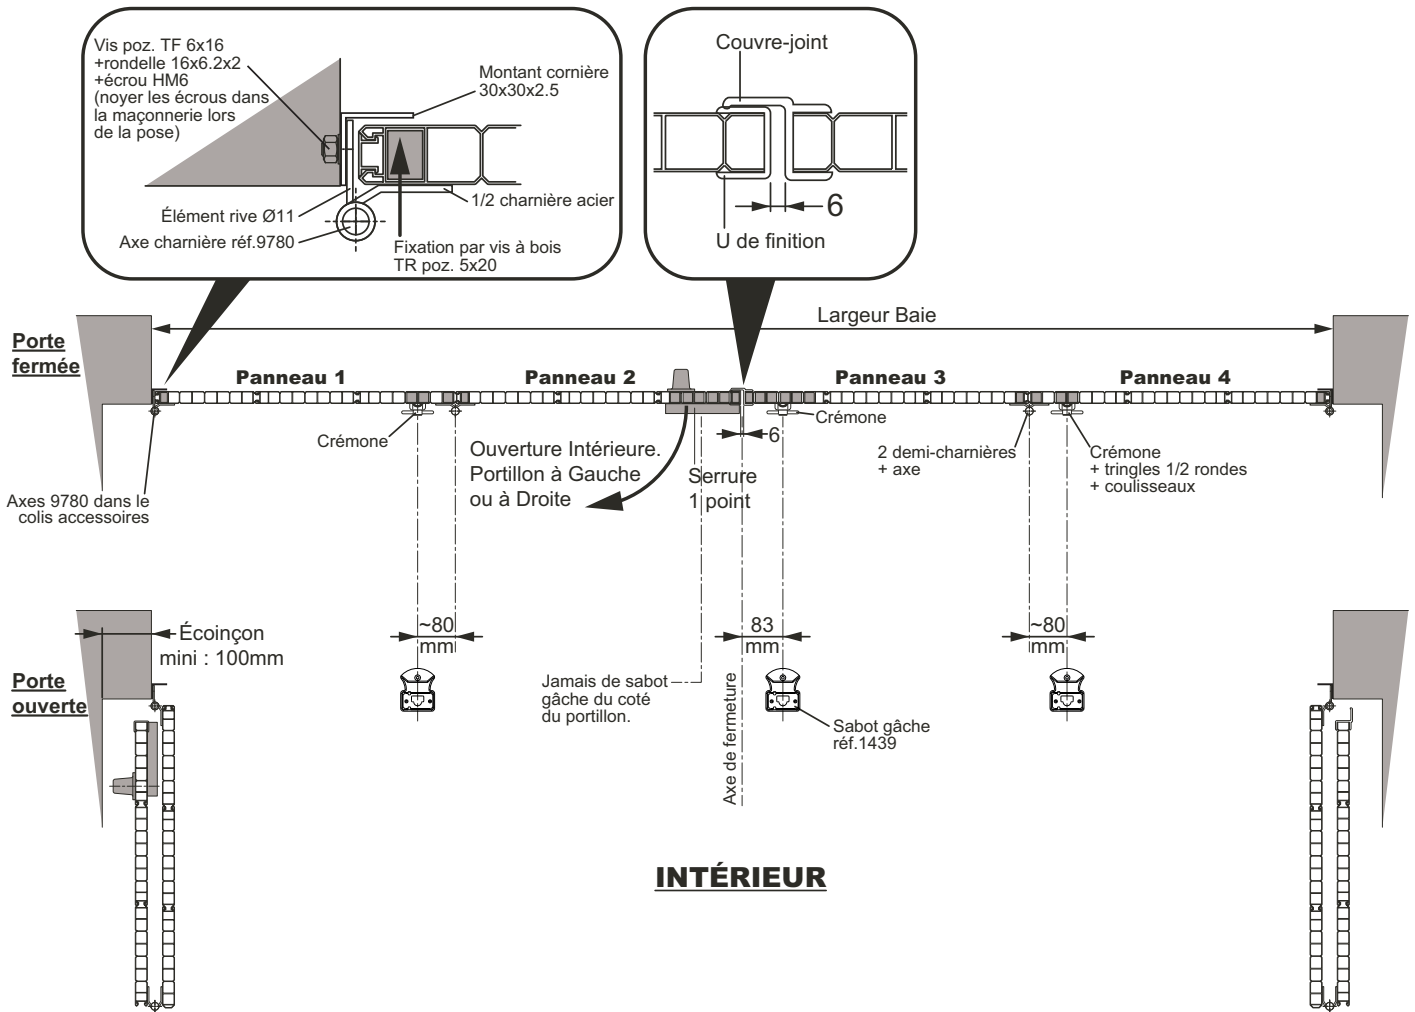 Vis poz. TF 6x16
+rondelle 16x6.2x2
+écrou HM6
(noyer les écrous dans
la maçonnerie lors
de la pose)
Montant cornière
30x30x2.5
1/2 charnière acier
Élément rive Ø11
Axe charnière réf.9780
Fixation par vis à bois
TR poz. 5x20
Couvre-joint
6
U de finition
Largeur Baie
Porte
fermée
Panneau 1
Panneau 2
Panneau 3
Panneau 4
Crémone
Crémone
6
Ouverture Intérieure.
Portillon à Gauche
ou à Droite
Serrure
1 point
2 demi-charnières
+ axe
Crémone
+ tringles 1/2 rondes
+ coulisseaux
Axes 9780 dans le
colis accessoires
Écoinçon
mini : 100mm
~80
mm
83
mm
~80
mm
Porte
ouverte
Jamais de sabot
gâche du coté
du portillon.
Axe de fermeture
Sabot gâche
réf.1439
INTÉRIEUR